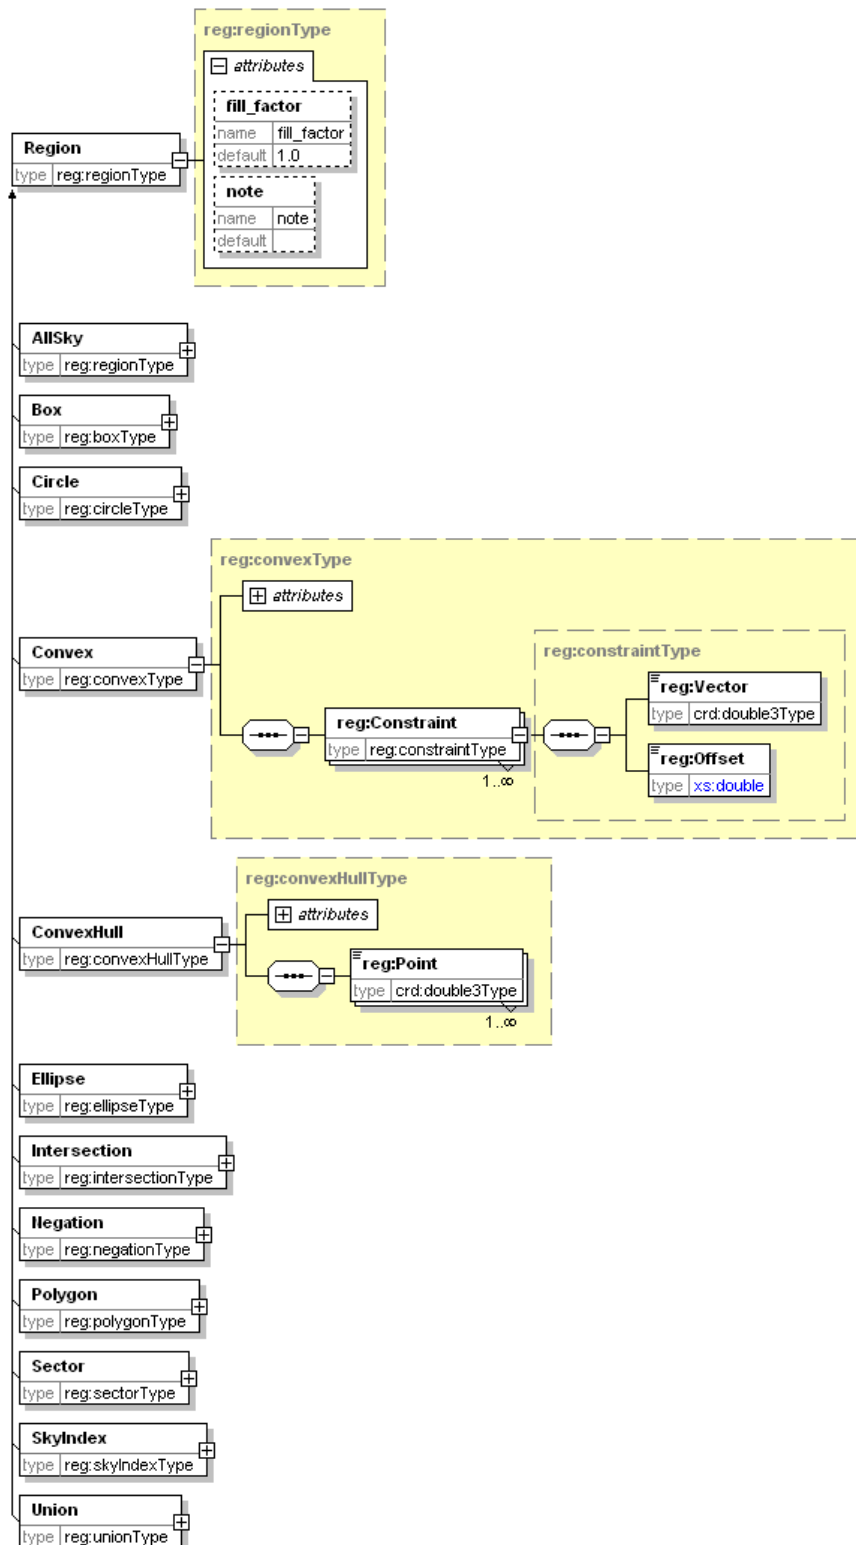 reg:regionType
attributes
fill_factor
name fill_factor
default 1.0
Region
type reg:regionType
note
name note
default
AllSky
type reg:regionType
Box
type reg:boxType
Circle
type reg:circleType
reg:convexType
attributes
Convex
type reg:convexType
reg:constraintType
reg:Vector
type crd:double3Type
reg:Constraint
type reg:constraintType
1..∞
reg:Offset
type xs:double
reg:convexHullType
attributes
ConvexHull
type reg:convexHullType
reg:Point
type crd:double3Type
1..∞
Ellipse
type reg:ellipseType
Intersection
type reg:intersectionType
Negation
type reg:negationType
Polygon
type reg:polygonType
Sector
type reg:sectorType
SkyIndex
type reg:skyIndexType
Union
type reg:unionType